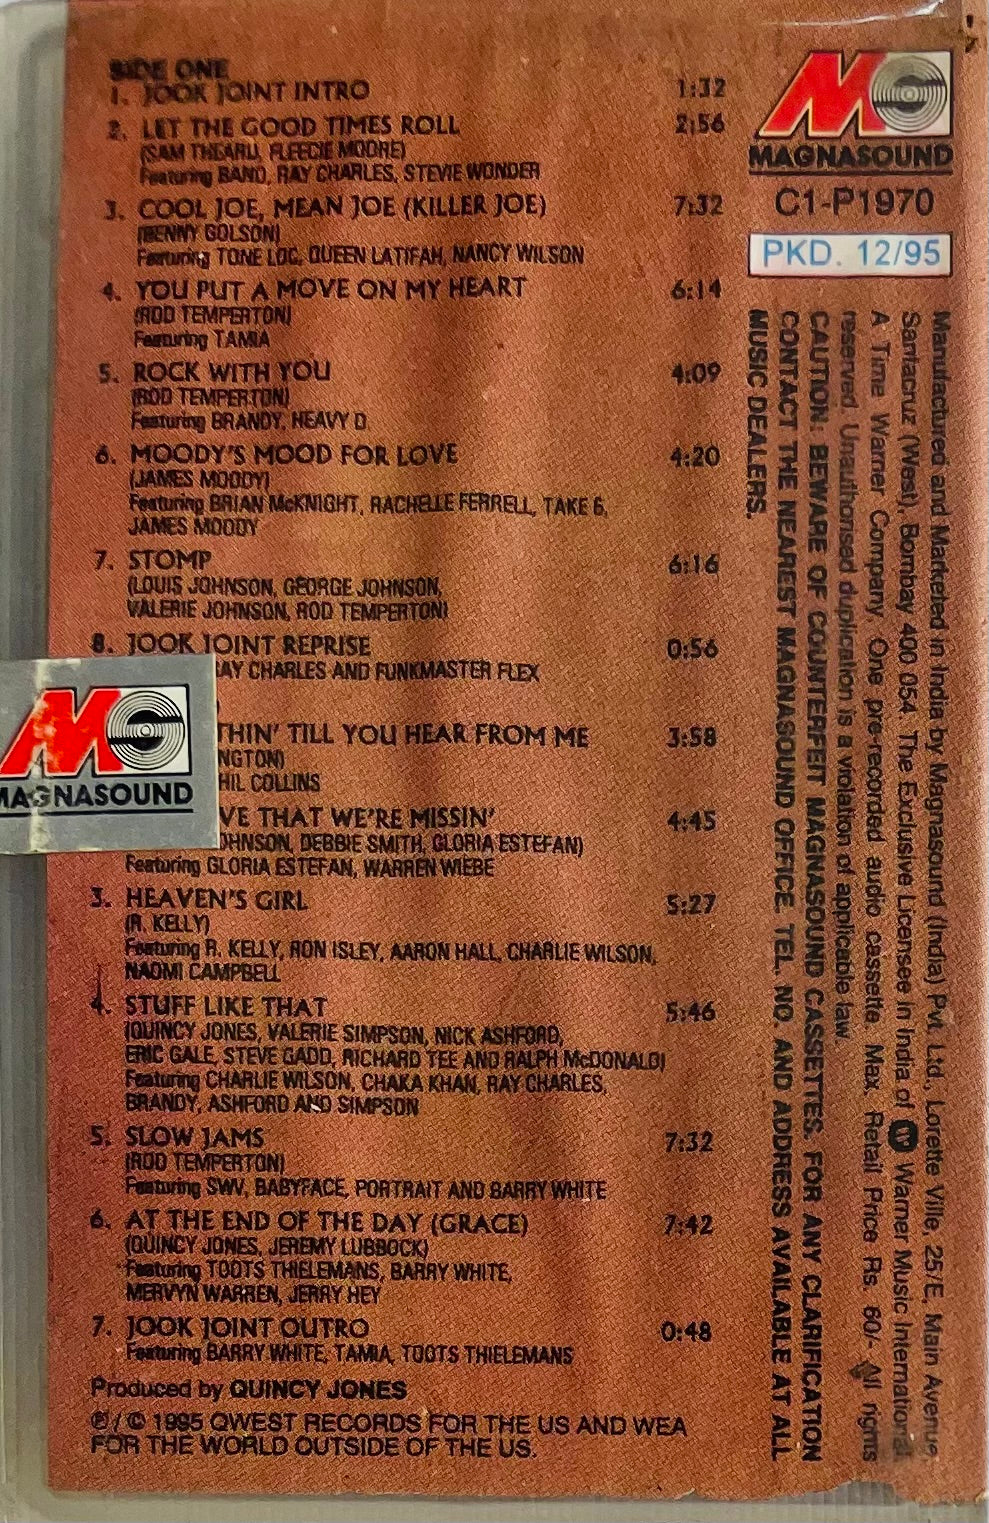 SIDE ONE
1. JOOK JOINT INTRO 1:32
2. LET THE GOOD TIMES ROLL 2:56
(SAM THEARD, FLEECIE MOORE)
Featuring BANO, RAY CHARLES, STEVIE WONDER
3. COOL JOE, MEAN JOE (KILLER JOE) 7:32
(BENNY GOLSON)
Featuring TONE LOC, QUEEN LATIFAH, NANCY WILSON
4. YOU PUT A MOVE ON MY HEART 6:14
(ROD TEMPERTON)
Featuring TAMIA
5. ROCK WITH YOU 4:09
(ROD TEMPERTON)
Featuring BRANDY, HEAVY D
6. MOODY'S MOOD FOR LOVE 4:20
(JAMES MOODY)
Featuring BRIAN McKNIGHT, RACHELLE FERRELL, TAKE 6,
JAMES MOODY
7. STOMP 6:16
(LOUIS JOHNSON, GEORGE JOHNSON,
VALERIE JOHNSON, ROD TEMPERTON)
8. JOOK JOINT REPRISE 0:56
AY CHARLES AND FUNKMASTER FLEX
)
THIN' TILL YOU HEAR FROM ME 3:58
NGTON)
HIL COLLINS
VE THAT WE'RE MISSIN' 4:45
OHNSON, DEBBIE SMITH, GLORIA ESTEFAN)
Featuring GLORIA ESTEFAN, WARREN WIEBE
3. HEAVEN'S GIRL 5:27
(R. KELLY)
Featuring R. KELLY, RON ISLEY, AARON HALL, CHARLIE WILSON,
NAOMI CAMPBELL
4. STUFF LIKE THAT 5:46
(QUINCY JONES, VALERIE SIMPSON, NICK ASHFORD,
ERIC GALE, STEVE GADD, RICHARD TEE AND RALPH McDONALD)
Featuring CHARLIE WILSON, CHAKA KHAN, RAY CHARLES,
BRANDY, ASHFORD AND SIMPSON
5. SLOW JAMS 7:32
(ROD TEMPERTON)
Featuring SWV, BABYFACE, PORTRAIT AND BARRY WHITE
6. AT THE END OF THE DAY (GRACE) 7:42
(QUINCY JONES, JEREMY LUBBOCK)
Featuring TOOTS THIELEMANS, BARRY WHITE,
MERVYN WARREN, JERRY HEY
7. JOOK JOINT OUTRO 0:48
Featuring BARRY WHITE, TAMIA, TOOTS THIELEMANS
Produced by QUINCY JONES
℗/© 1995 QWEST RECORDS FOR THE US AND WEA
FOR THE WORLD OUTSIDE OF THE US.
MAGNASOUND
MAGNASOUND
C1-P1970
PKD. 12/95
Manufactured and Marketed in India by Magnasound (India) Pvt. Ltd., Lorette Ville, 25/E, Main Avenue,
Santacruz (West), Bombay 400 054. The Exclusive Licensee in India of Warner Music International
A Time Warner Company. One pre-recorded audio cassette. Max. Retail Price Rs. 60/- All rights
reserved. Unauthorised duplication is a violation of applicable law.
CAUTION: BEWARE OF COUNTERFEIT MAGNASOUND CASSETTES. FOR ANY CLARIFICATION
CONTACT THE NEAREST MAGNASOUND OFFICE. TEL. NO. AND ADDRESS AVAILABLE AT ALL
MUSIC DEALERS.